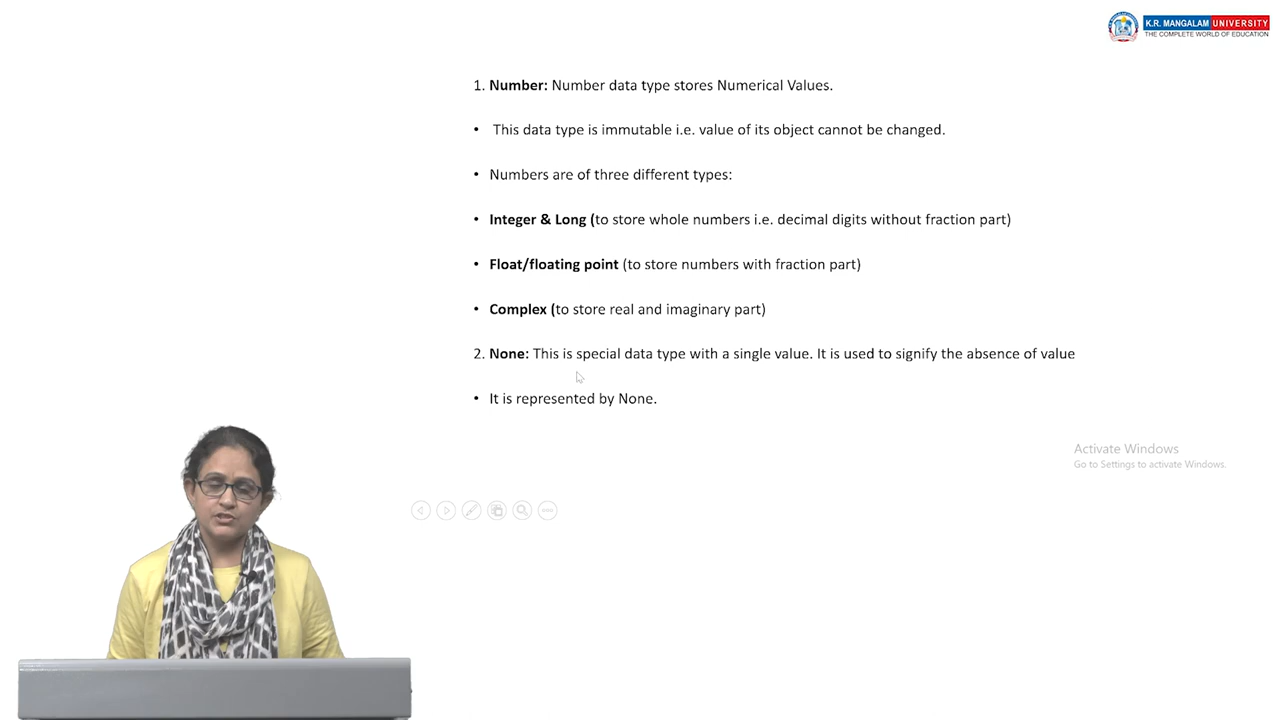 K.R. MANGALAM UNIVERSITY
THE COMPLETE WORLD OF EDUCATION
1. Number: Number data type stores Numerical Values.
• This data type is immutable i.e. value of its object cannot be changed.
• Numbers are of three different types:
• Integer & Long (to store whole numbers i.e. decimal digits without fraction part)
• Float/floating point (to store numbers with fraction part)
• Complex (to store real and imaginary part)
2. None: This is special data type with a single value. It is used to signify the absence of value
• It is represented by None.
Activate Windows
Go to Settings to activate Windows.